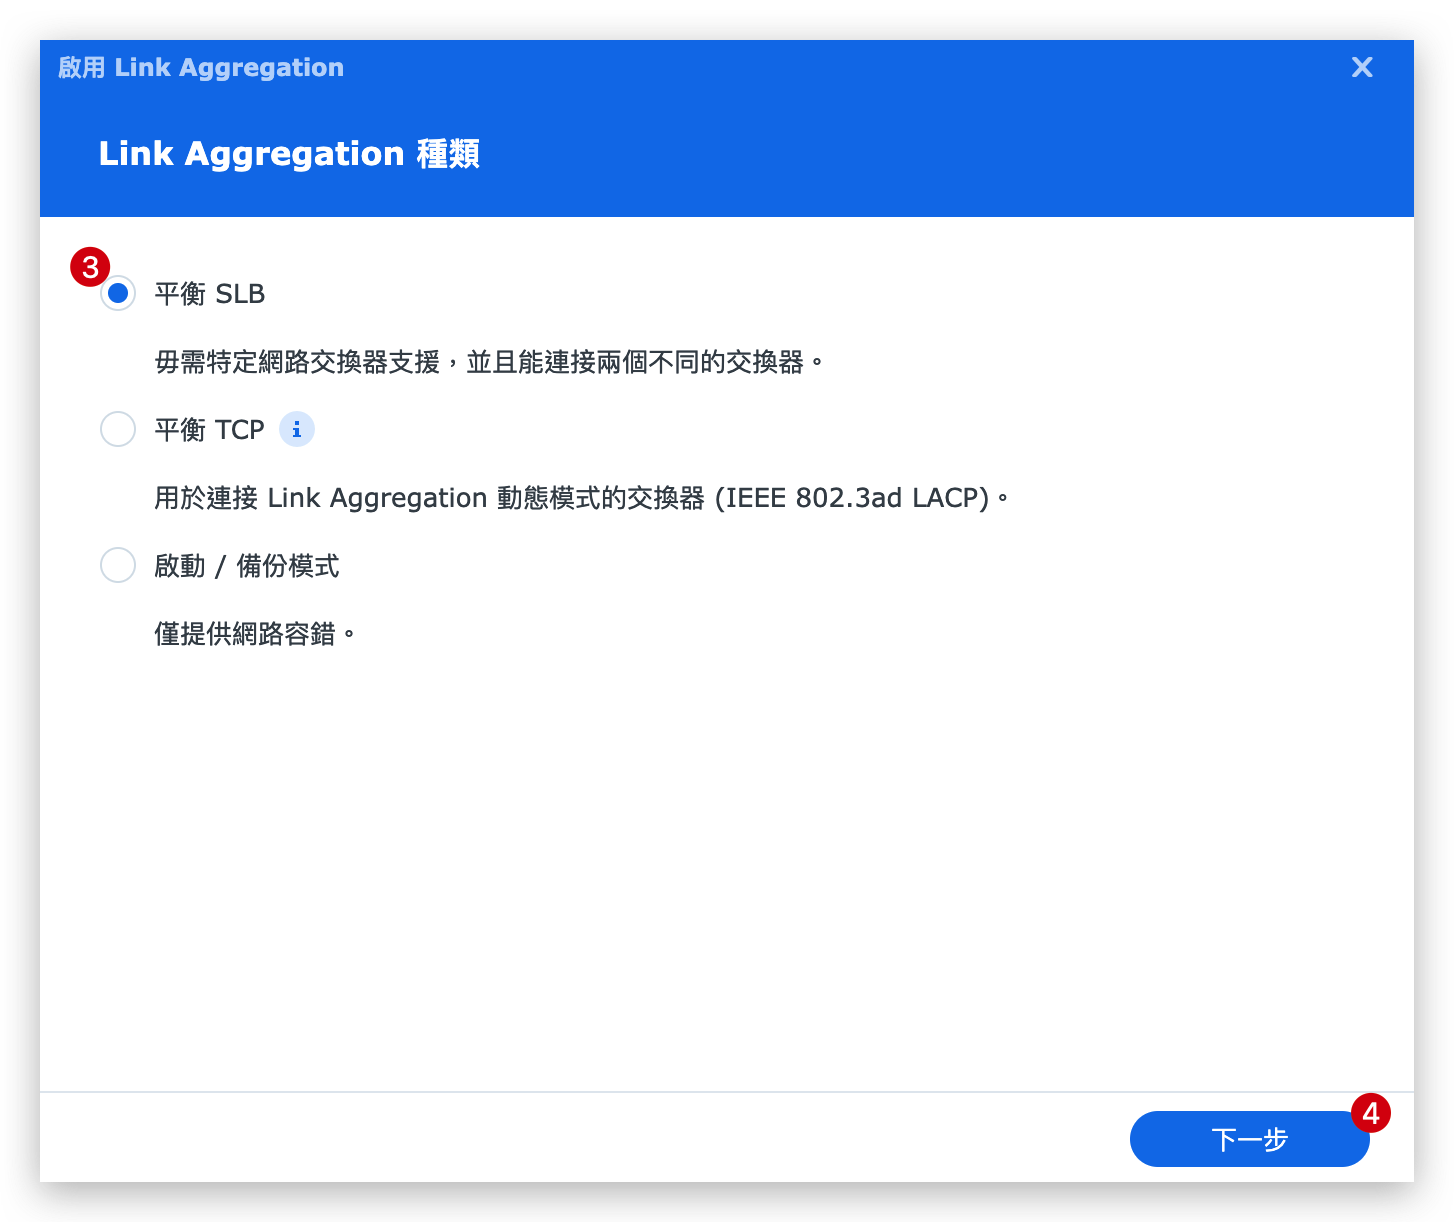 啟用 Link Aggregation
X
Link Aggregation 種類
3
平衡 SLB
毋需特定網路交換器支援，並且能連接兩個不同的交換器。
平衡 TCP i
用於連接 Link Aggregation 動態模式的交換器 (IEEE 802.3ad LACP)。
啟動 / 備份模式
僅提供網路容錯。
4
下一步